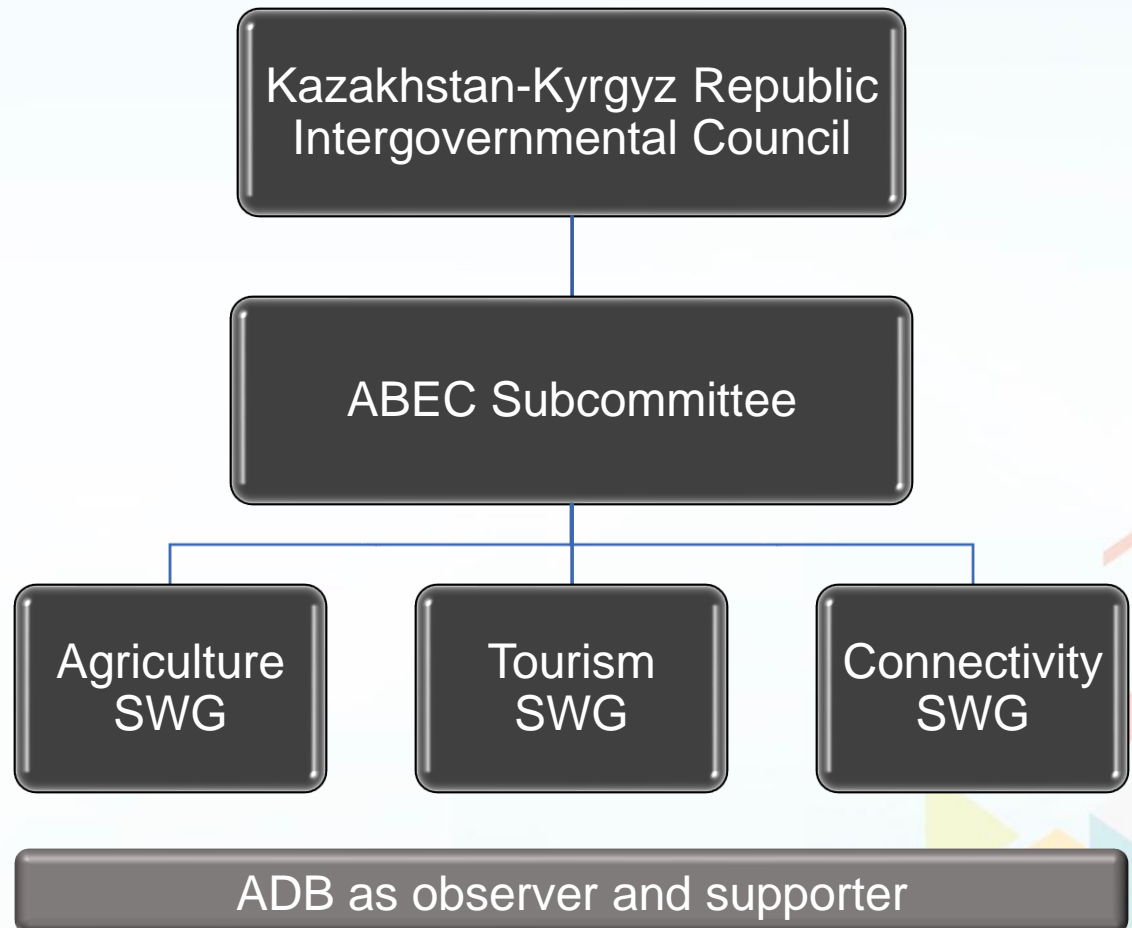 Kazakhstan-Kyrgyz Republic
Intergovernmental Council
ABEC Subcommittee
Agriculture
SWG
Tourism
SWG
Connectivity
SWG
ADB as observer and supporter